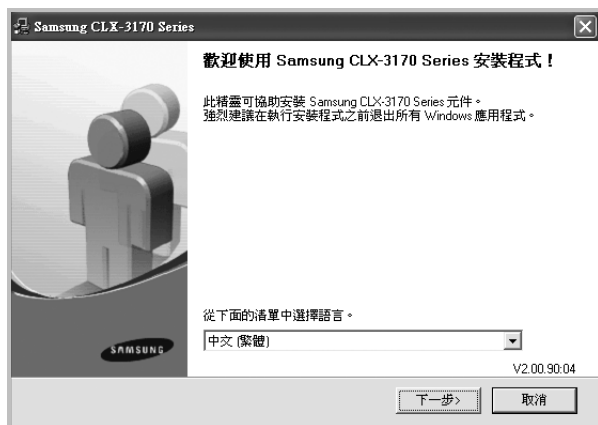 Samsung CLX-3170 Series
歡迎使用 Samsung CLX-3170 Series 安裝程式！
此精靈可協助安裝 Samsung CLX-3170 Series 元件。
強烈建議在執行安裝程式之前退出所有 Windows 應用程式。
從下面的清單中選擇語言。
中文 (繁體)
SAMSUNG
V2.00.90:04
下一步>
取消